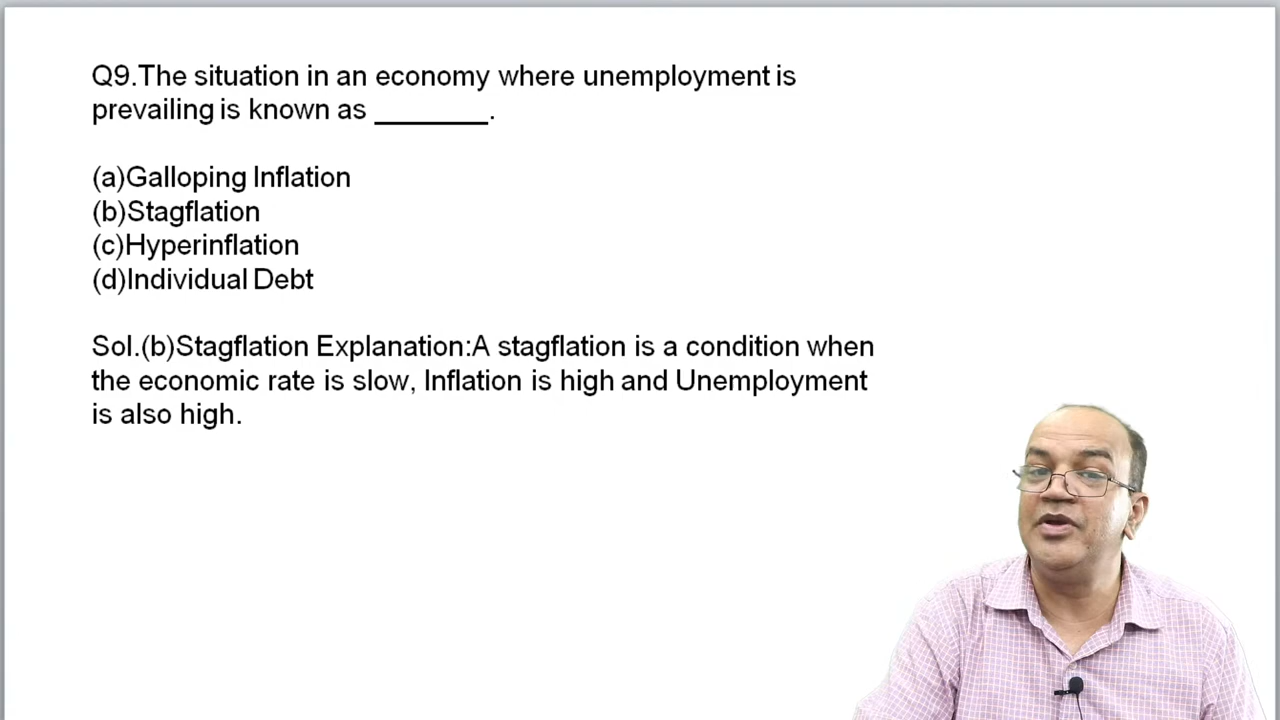 Q9.The situation in an economy where unemployment is
prevailing is known as ________.
(a)Galloping Inflation
(b)Stagflation
(c)Hyperinflation
(d)Individual Debt
Sol.(b)Stagflation Explanation:A stagflation is a condition when
the economic rate is slow, Inflation is high and Unemployment
is also high.